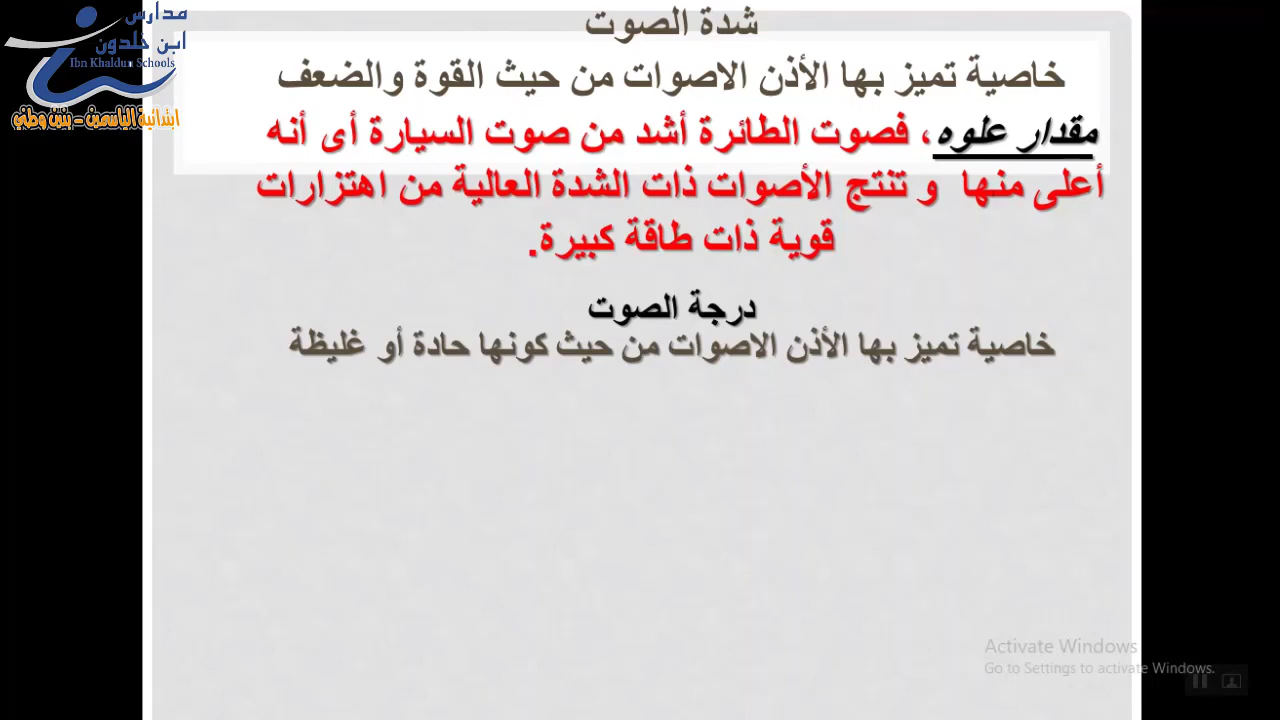 مدارس
ابن خلدون
Ibn Khaldun Schools
ابتدائية الياسمين - بنين وطني
شدة الصوت
خاصية تميز بها الأذن الاصوات من حيث القوة والضعف
مقدار علوه، فصوت الطائرة أشد من صوت السيارة أى أنه
أعلى منها و تنتج الأصوات ذات الشدة العالية من اهتزارات
قوية ذات طاقة كبيرة.
درجة الصوت
خاصية تميز بها الأذن الاصوات من حيث كونها حادة أو غليظة
Activate Windows
Go to Settings to activate Windows.